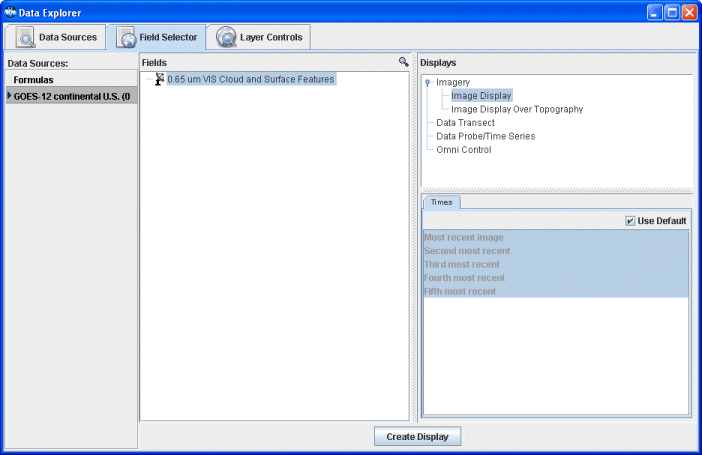 Data Explorer
Data Sources
Field Selector
Layer Controls
Data Sources:
Formulas
GOES-12 continental U.S. (0
Fields
0.65 um VIS Cloud and Surface Features
Displays
Imagery
Image Display
Image Display Over Topography
Data Transect
Data Probe/Time Series
Omni Control
Times
Use Default
Most recent image
Second most recent
Third most recent
Fourth most recent
Fifth most recent
Create Display